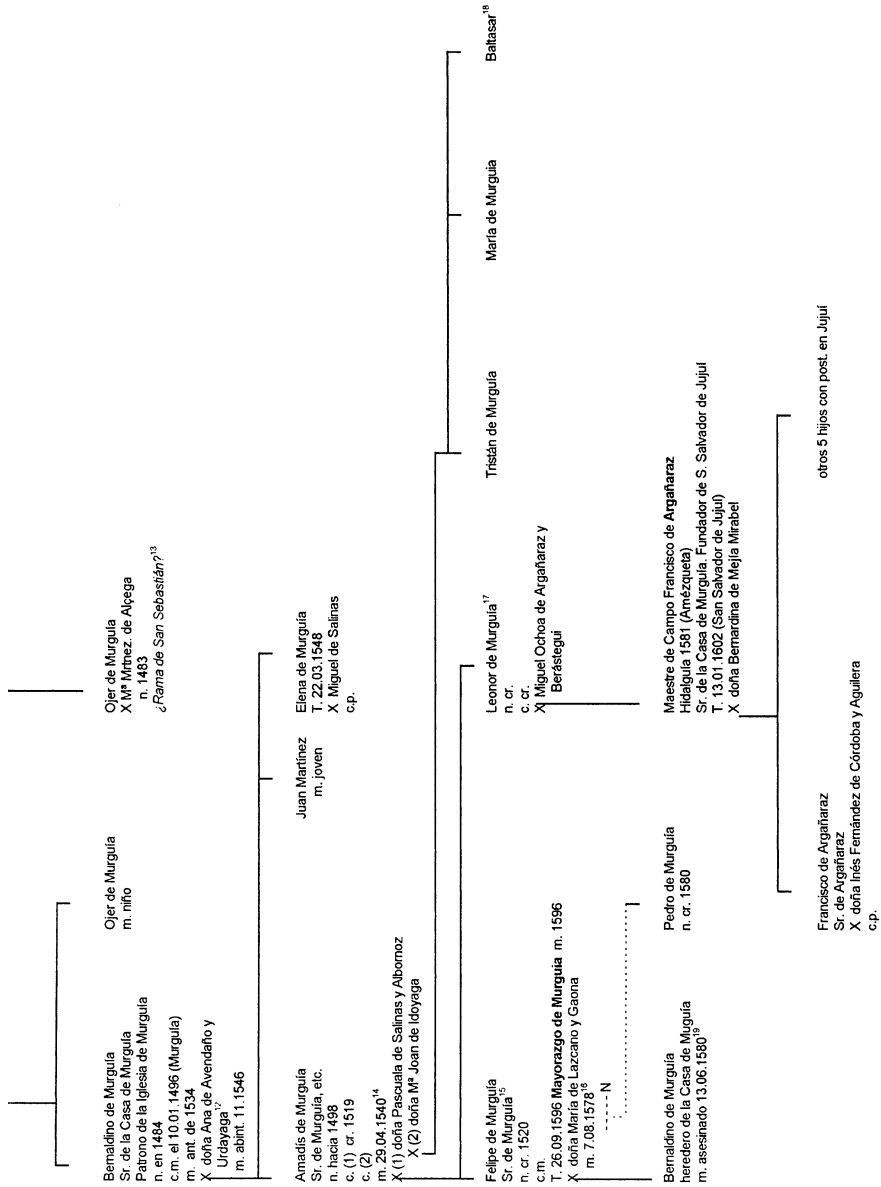 Bernaldino de Murguía
Sr. de la Casa de Murguía
Patrono de la Iglesia de Murguía
n. en 1484
c.m. el 10.01.1496 (Murguía)
m. ant. de 1534
X doña Ana de Avendaño y
Urdayaga¹²
m. abint. 11.1546
Ojer de Murguía
m. niño
Ojer de Murguía
X Mª Mrtnez. de Alçega
n. 1483
¿Rama de San Sebastián?¹³
Amadís de Murguía
Sr. de Murguía, etc.
n. hacia 1498
c. (1) cr. 1519
c. (2)
m. 29.04.1540¹⁴
X (1) doña Pascuala de Salinas y Albornoz
X (2) doña Mª Joan de Idoyaga
Juan Martínez
m. joven
Elena de Murguía
T. 22.03.1548
X Miguel de Salinas
c.p.
Felipe de Murguía
Sr. de Murguía¹⁵
n. cr. 1520
c.m.
T. 26.09.1596 Mayorazgo de Murguia m. 1596
X doña María de Lazcano y Gaona
m. 7.08.1578¹⁶
-----N
Leonor de Murguía¹⁷
n. cr.
c. cr.
X Miguel Ochoa de Argañaraz y
Berástegui
Tristán de Murguía
María de Murguia
Baltasar¹⁸
Bernaldino de Murguía
heredero de la Casa de Muguía
m. asesinado 13.06.1580¹⁹
Pedro de Murguía
n. cr. 1580
Maestre de Campo Francisco de Argañaraz
Hidalguía 1581 (Amézqueta)
Sr. de la Casa de Murguía. Fundador de S. Salvador de Jujuí
T. 13.01.1602 (San Salvador de Jujuí)
X doña Bernardina de Mejía Mirabel
Francisco de Argañaraz
Sr. de Argañaraz
X doña Inés Fernández de Córdoba y Aguilera
c.p.
otros 5 hijos con post. en Jujuí